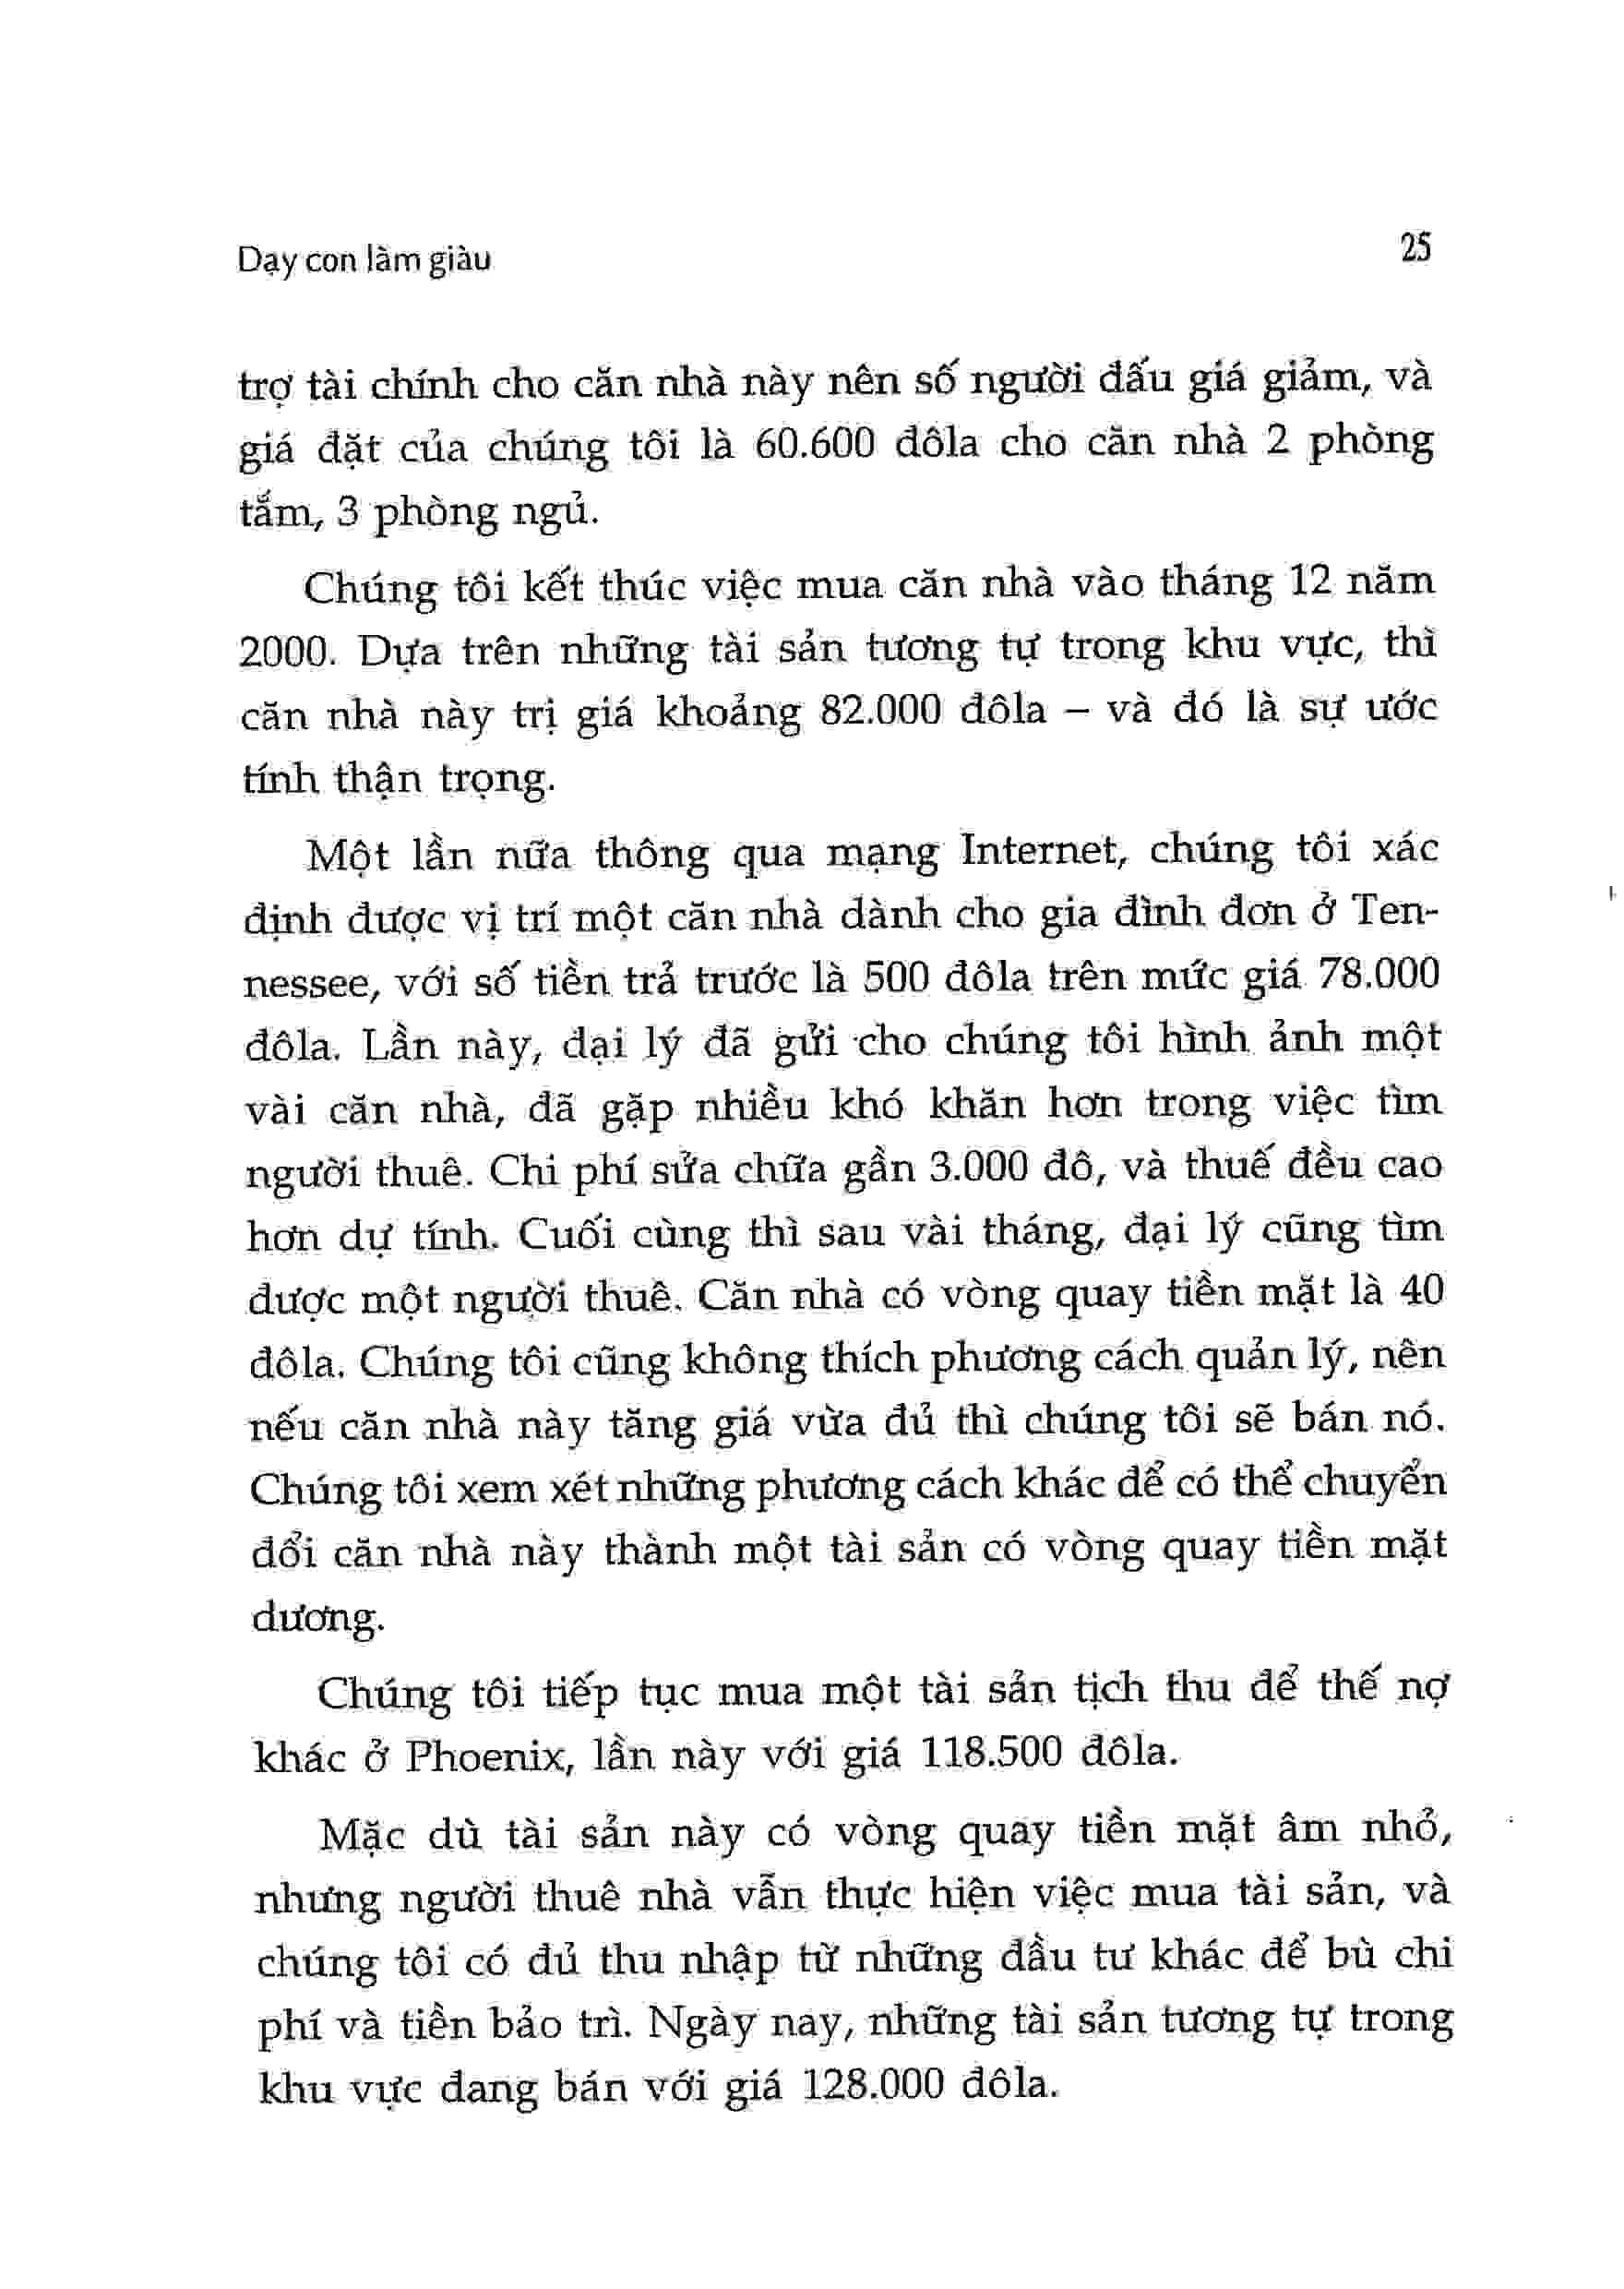 Dạy con làm giàu
25
trợ tài chính cho căn nhà này nên số người đấu giá giảm, và
giá đặt của chúng tôi là 60.600 đôla cho căn nhà 2 phòng
tắm, 3 phòng ngủ.
Chúng tôi kết thúc việc mua căn nhà vào tháng 12 năm
2000. Dựa trên những tài sản tương tự trong khu vực, thì
căn nhà này trị giá khoảng 82.000 đôla – và đó là sự ước
tính thận trọng.
Một lần nữa thông qua mạng Internet, chúng tôi xác
định được vị trí một căn nhà dành cho gia đình đơn ở Ten-
nessee, với số tiền trả trước là 500 đôla trên mức giá 78.000
đôla. Lần này, đại lý đã gửi cho chúng tôi hình ảnh một
vài căn nhà, đã gặp nhiều khó khăn hơn trong việc tìm
người thuê. Chi phí sửa chữa gần 3.000 đô, và thuế đều cao
hơn dự tính. Cuối cùng thì sau vài tháng, đại lý cũng tìm
được một người thuê. Căn nhà có vòng quay tiền mặt là 40
đôla. Chúng tôi cũng không thích phương cách quản lý, nên
nếu căn nhà này tăng giá vừa đủ thì chúng tôi sẽ bán nó.
Chúng tôi xem xét những phương cách khác để có thể chuyển
đổi căn nhà này thành một tài sản có vòng quay tiền mặt
dương.
Chúng tôi tiếp tục mua một tài sản tịch thu để thế nợ
khác ở Phoenix, lần này với giá 118.500 đôla.
Mặc dù tài sản này có vòng quay tiền mặt âm nhỏ,
nhưng người thuê nhà vẫn thực hiện việc mua tài sản, và
chúng tôi có đủ thu nhập từ những đầu tư khác để bù chi
phí và tiền bảo trì. Ngày nay, những tài sản tương tự trong
khu vực đang bán với giá 128.000 đôla.